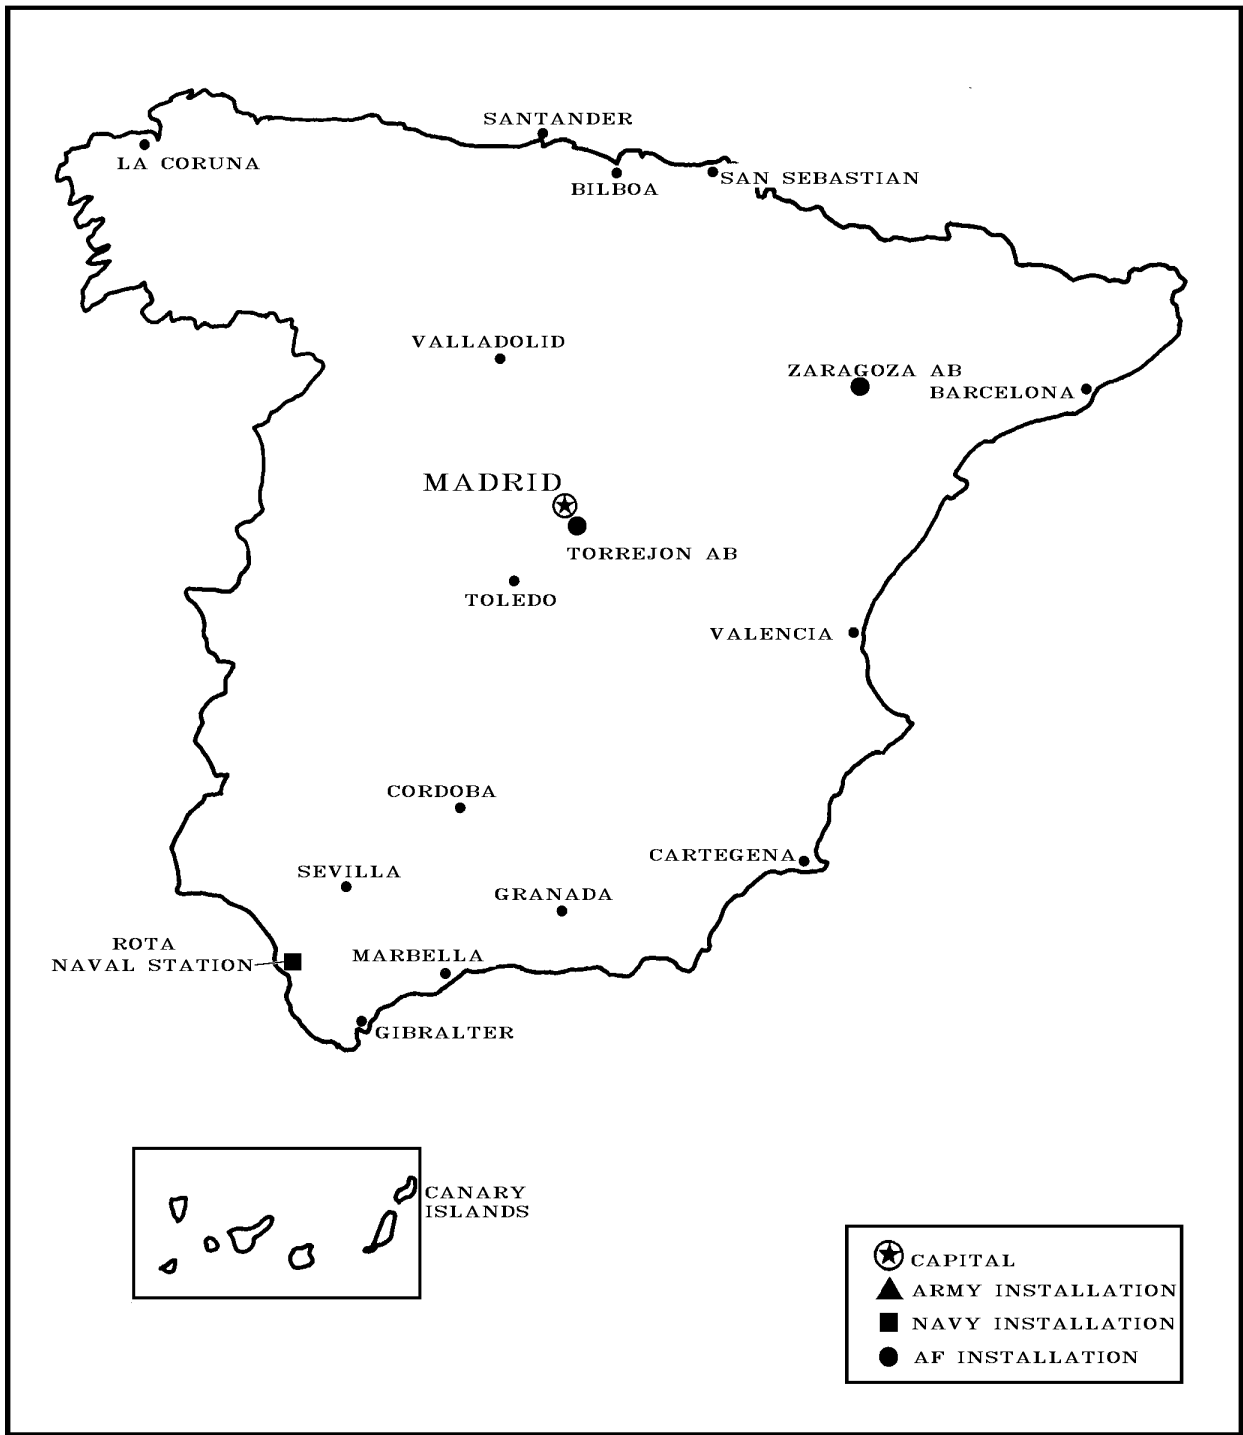 SANTANDER
LA CORUNA
BILBOA
SAN SEBASTIAN
VALLADOLID
ZARAGOZA AB
BARCELONA
MADRID
TORREJON AB
TOLEDO
VALENCIA
CORDOBA
CARTEGENA
SEVILLA
GRANADA
ROTA
NAVAL STATION
MARBELLA
GIBRALTER
CANARY
ISLANDS
CAPITAL
ARMY INSTALLATION
NAVY INSTALLATION
AF INSTALLATION